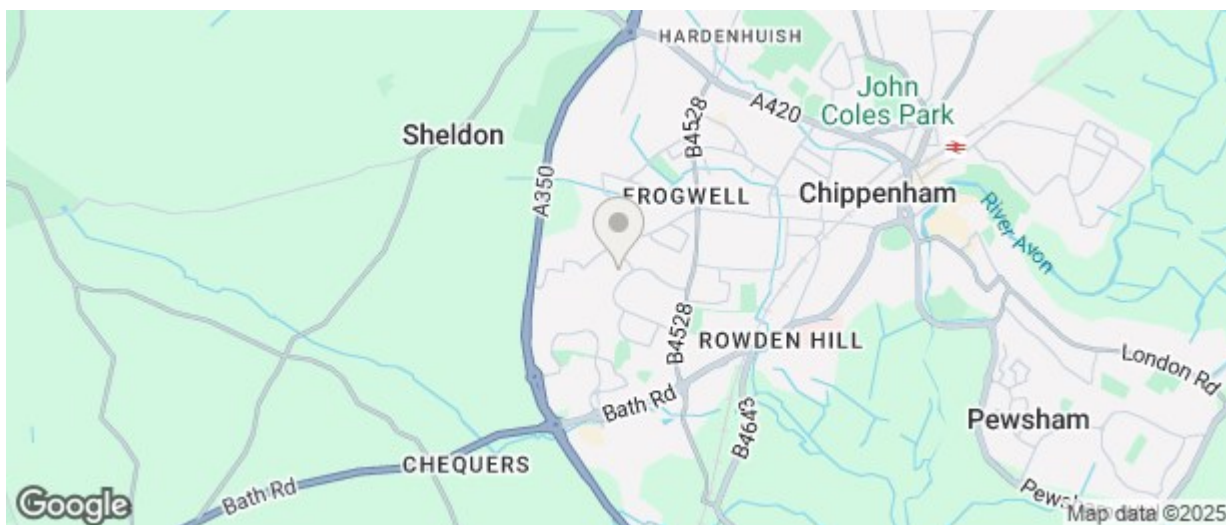 HARDENHUISH
John
Coles Park
A420
B4528
Sheldon
A350
FROGWELL
Chippenham
River Avon
B4528
ROWDEN HILL
London Rd
Bath Rd
B4643
Pewsham
CHEQUERS
Bath Rd
Google
Map data ©2025